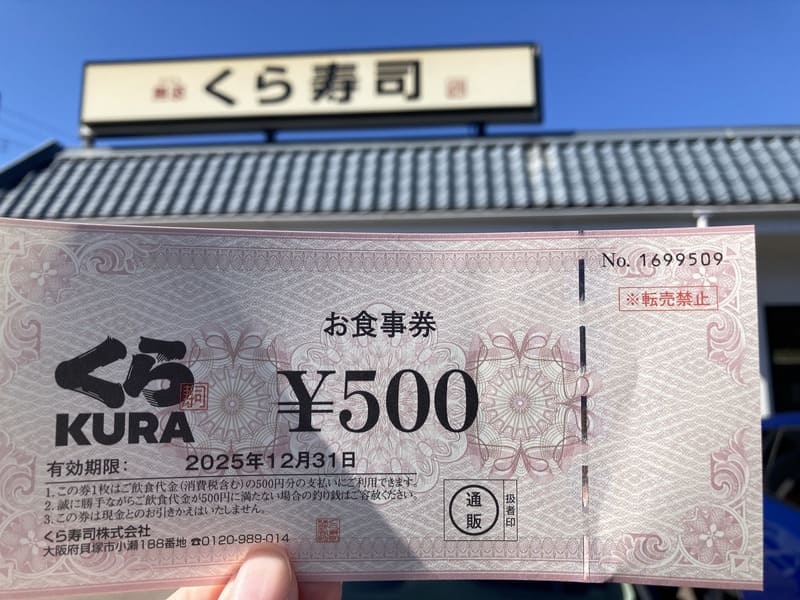 無添 くら寿司
No. 1699509
※転売禁止
お食事券
くら
寿司
KURA
¥500
有効期限: 2025年12月31日
1. この券1枚はご飲食代金(消費税含む)の500円分の支払いにご利用できます。
2. 誠に勝手ながらご飲食代金が500円に満たない場合の釣り銭はご容赦ください。
3. この券は現金とのお引きかえはいたしません。
くら寿司株式会社
大阪府貝塚市小瀬188番地 ☎0120-989-014
通販
扱者印